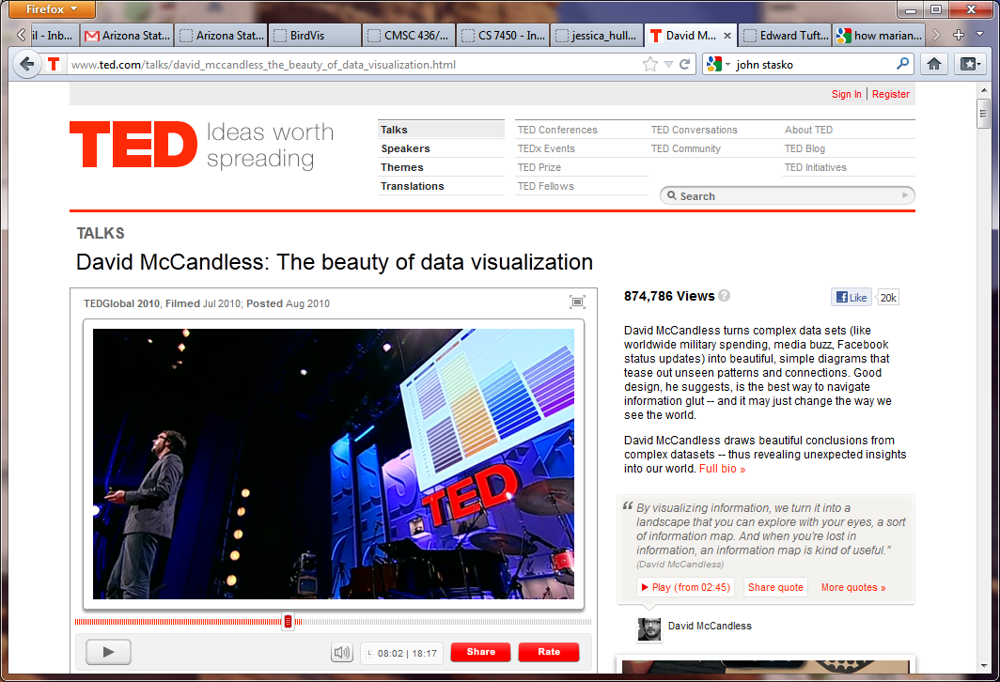 Firefox
il - Inb...
Arizona Stat...
Arizona Stat...
BirdVis
CMSC 436/...
CS 7450 - In...
jessica_hull...
David M...
Edward Tuft...
how marian...
www.ted.com/talks/david_mccandless_the_beauty_of_data_visualization.html
john stasko
Sign In | Register
TED Ideas worth
spreading
Talks
Speakers
Themes
Translations
TED Conferences
TEDx Events
TED Prize
TED Fellows
TED Conversations
TED Community
About TED
TED Blog
TED Initiatives
Search
TALKS
David McCandless: The beauty of data visualization
TEDGlobal 2010, Filmed Jul 2010; Posted Aug 2010
TED
08:02 | 18:17
Share
Rate
874,786 Views
Like
20k
David McCandless turns complex data sets (like
worldwide military spending, media buzz, Facebook
status updates) into beautiful, simple diagrams that
tease out unseen patterns and connections. Good
design, he suggests, is the best way to navigate
information glut -- and it may just change the way we
see the world.
David McCandless draws beautiful conclusions from
complex datasets -- thus revealing unexpected insights
into our world. Full bio »
“ By visualizing information, we turn it into a
landscape that you can explore with your eyes, a sort
of information map. And when you're lost in
information, an information map is kind of useful.”
(David McCandless)
Play (from 02:45)
Share quote
More quotes »
David McCandless